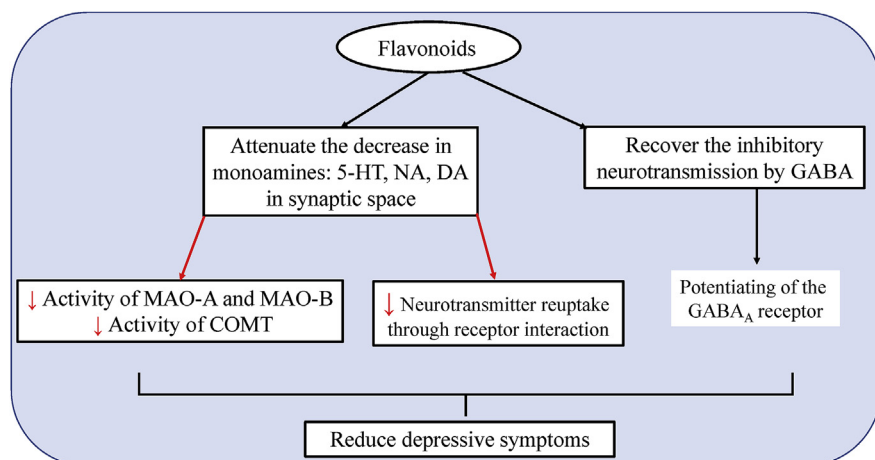 Flavonoids
Attenuate the decrease in
monoamines: 5-HT, NA, DA
in synaptic space
Recover the inhibitory
neurotransmission by GABA
↓ Activity of MAO-A and MAO-B
↓ Activity of COMT
↓ Neurotransmitter reuptake
through receptor interaction
Potentiating of the
GABA_A receptor
Reduce depressive symptoms